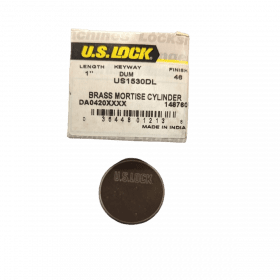 U.S. LOCK
LENGTH KEYWAY FINISH
1" DUM 46
US1530DL
BRASS MORTISE CYLINDER
DA0420XXXX 148760
MADE IN INDIA
U.S. LOCK